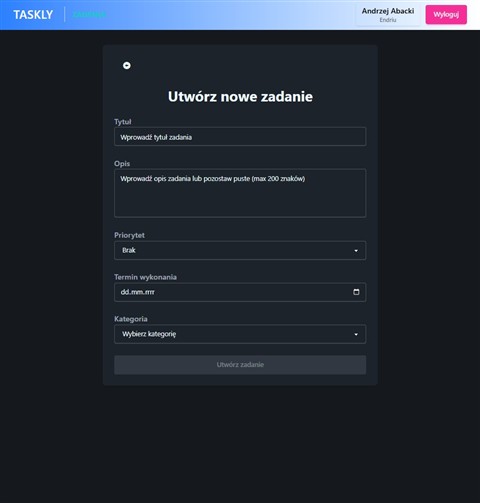 TASKLY
Andrzej Abacki
Endriu
Wyloguj
Utwórz nowe zadanie
Tytuł
Wprowadź tytuł zadania
Opis
Wprowadź opis zadania lub pozostaw puste (max 200 znaków)
Priorytet
Brak
Termin wykonania
dd.mm.rrrr
Kategoria
Wybierz kategorię
Utwórz zadanie